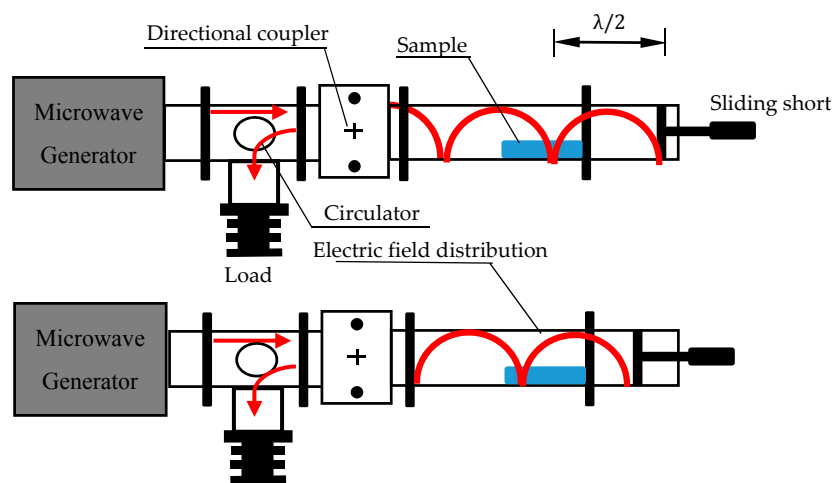 Directional coupler
Sample
λ/2
Microwave
Generator
Sliding short
Circulator
Load
Electric field distribution
Microwave
Generator